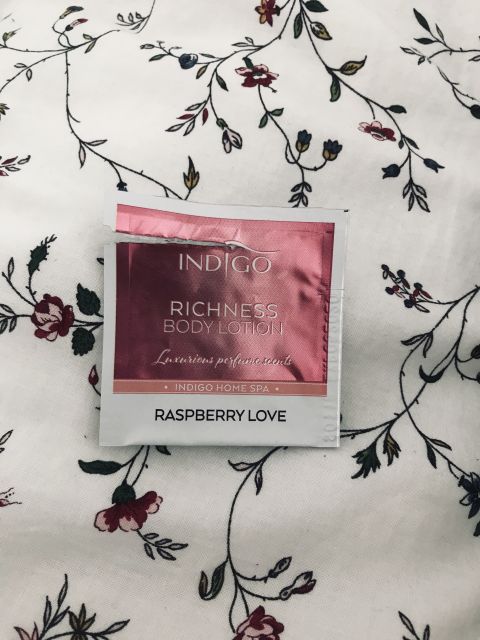 INDIGO
RICHNESS
BODY LOTION
Luxurious perfume scents
• INDIGO HOME SPA •
RASPBERRY LOVE